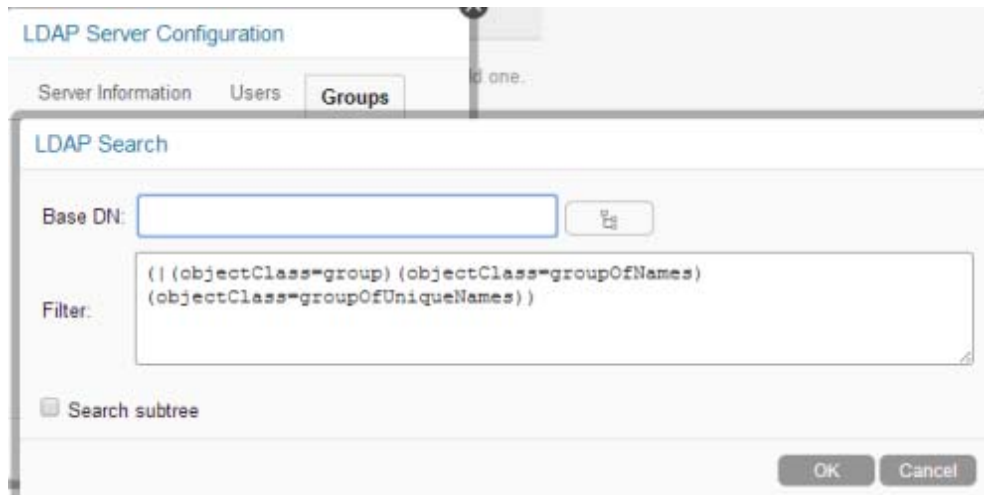 LDAP Server Configuration
ld one.
Server Information Users Groups
LDAP Search
Base DN:
(|(objectClass=group)(objectClass=groupOfNames)
(objectClass=groupOfUniqueNames))
Filter:
Search subtree
OK Cancel